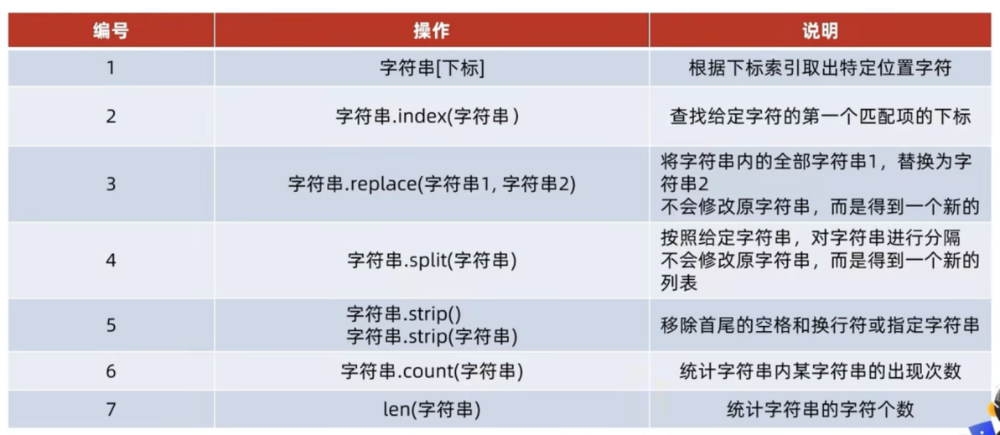 编号 操作 说明
1 字符串[下标] 根据下标索引取出特定位置字符
2 字符串.index(字符串) 查找给定字符的第一个匹配项的下标
3 字符串.replace(字符串1, 字符串2) 将字符串内的全部字符串1，替换为字
符串2
不会修改原字符串，而是得到一个新的
4 字符串.split(字符串) 按照给定字符串，对字符串进行分隔
不会修改原字符串，而是得到一个新的
列表
5 字符串.strip()
字符串.strip(字符串) 移除首尾的空格和换行符或指定字符串
6 字符串.count(字符串) 统计字符串内某字符串的出现次数
7 len(字符串) 统计字符串的字符个数